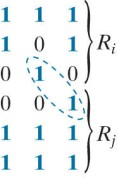 1 1 1
1 0 1 R_i
0 1 0
0 0 1
1 1 1 R_j
1 1 1